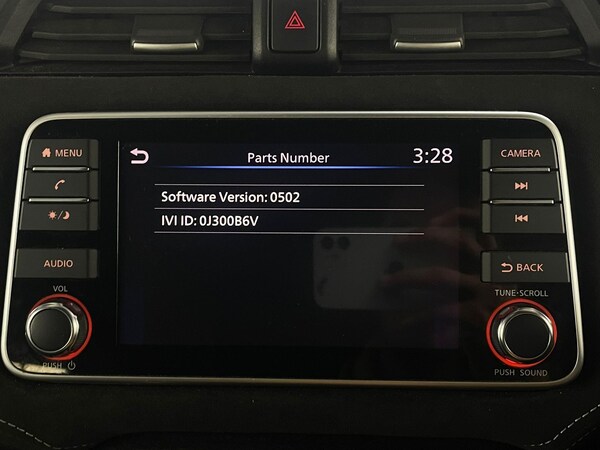 MENU
Parts Number
3:28
CAMERA
Software Version: 0502
IVI ID: 0J300B6V
AUDIO
BACK
VOL
TUNE·SCROLL
PUSH
PUSH SOUND